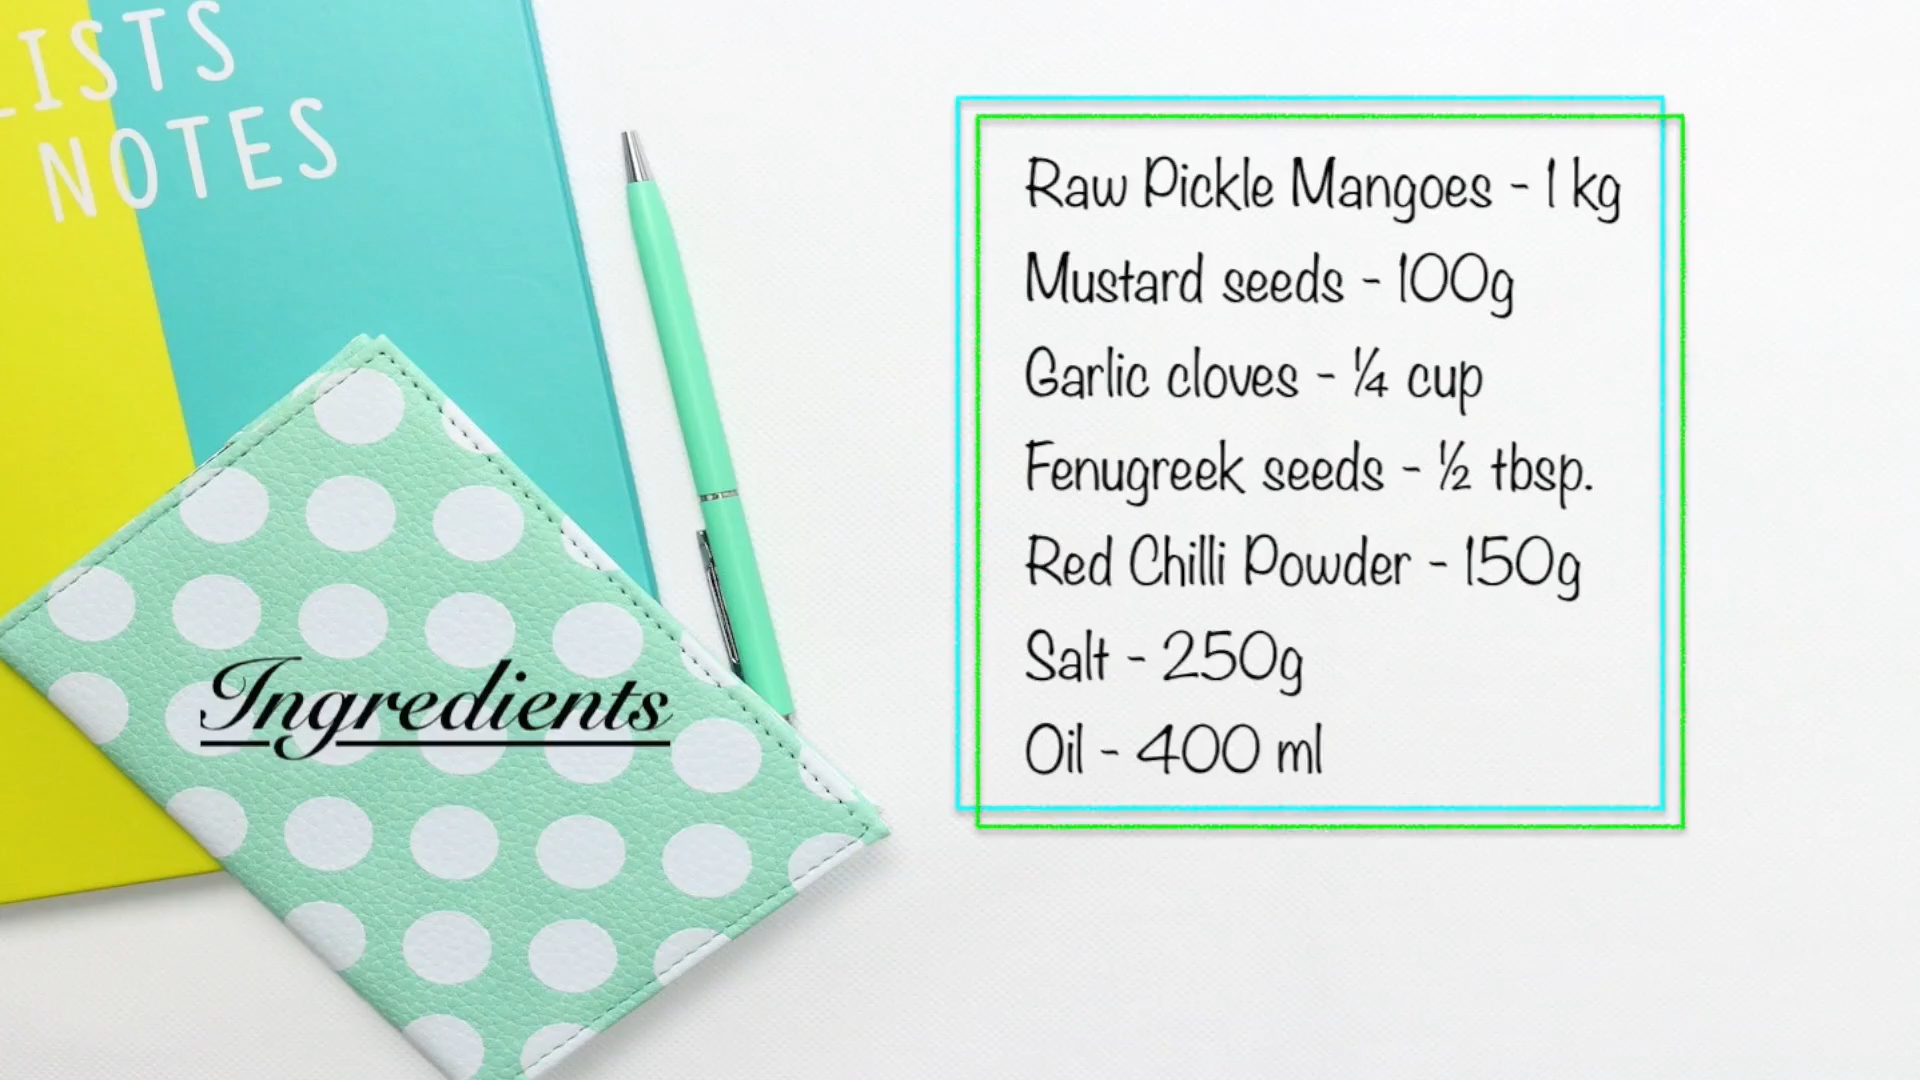 LISTS
NOTES
Ingredients
Raw Pickle Mangoes - 1 kg
Mustard seeds - 100g
Garlic cloves - ¼ cup
Fenugreek seeds - ½ tbsp.
Red Chilli Powder - 150g
Salt - 250g
Oil - 400 ml